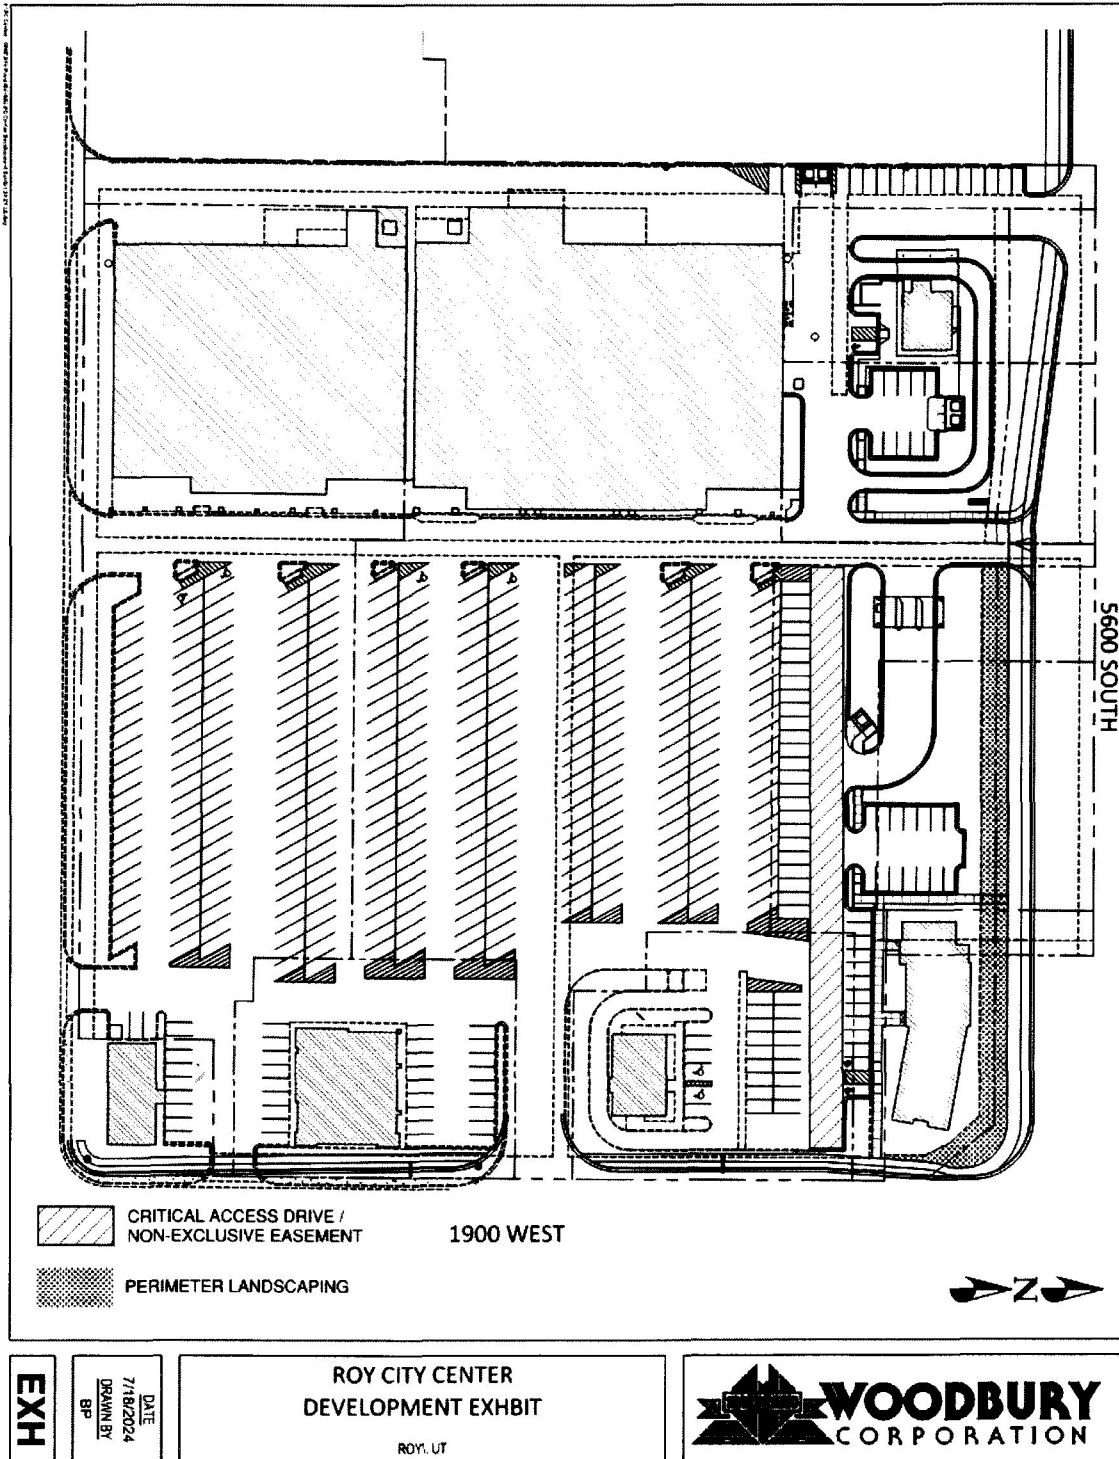 5600 SOUTH
CRITICAL ACCESS DRIVE /
NON-EXCLUSIVE EASEMENT
1900 WEST
PERIMETER LANDSCAPING
N
EXH
DATE
7/18/2024
DRAWN BY
BP
ROY CITY CENTER
DEVELOPMENT EXHIBIT
ROY, UT
WOODBURY
CORPORATION